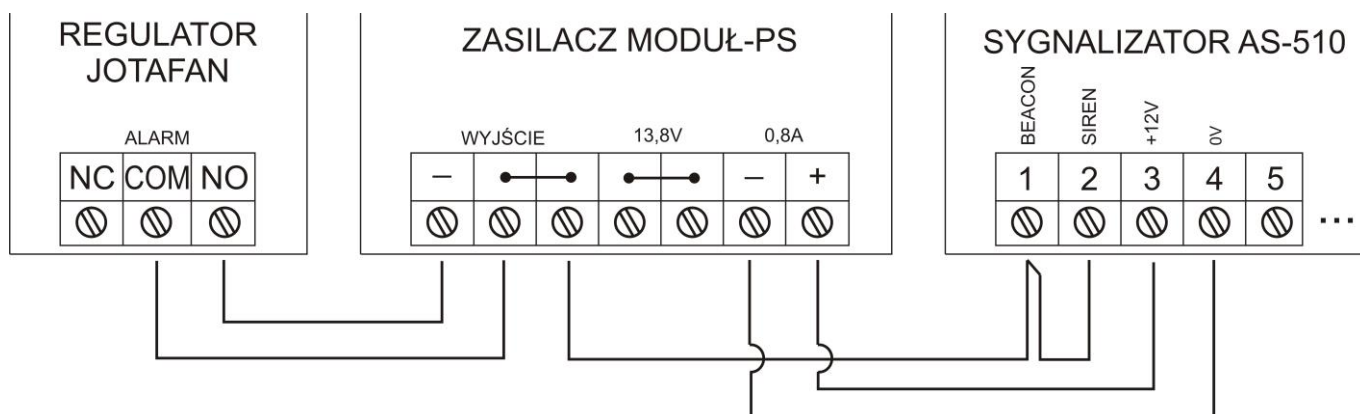 REGULATOR
JOTAFAN
ALARM
NC COM NO
ZASILACZ MODUŁ-PS
WYJŚCIE 13,8V 0,8A
– – +
SYGNALIZATOR AS-510
BEACON
SIREN
+12V
0V
1 2 3 4 5
...